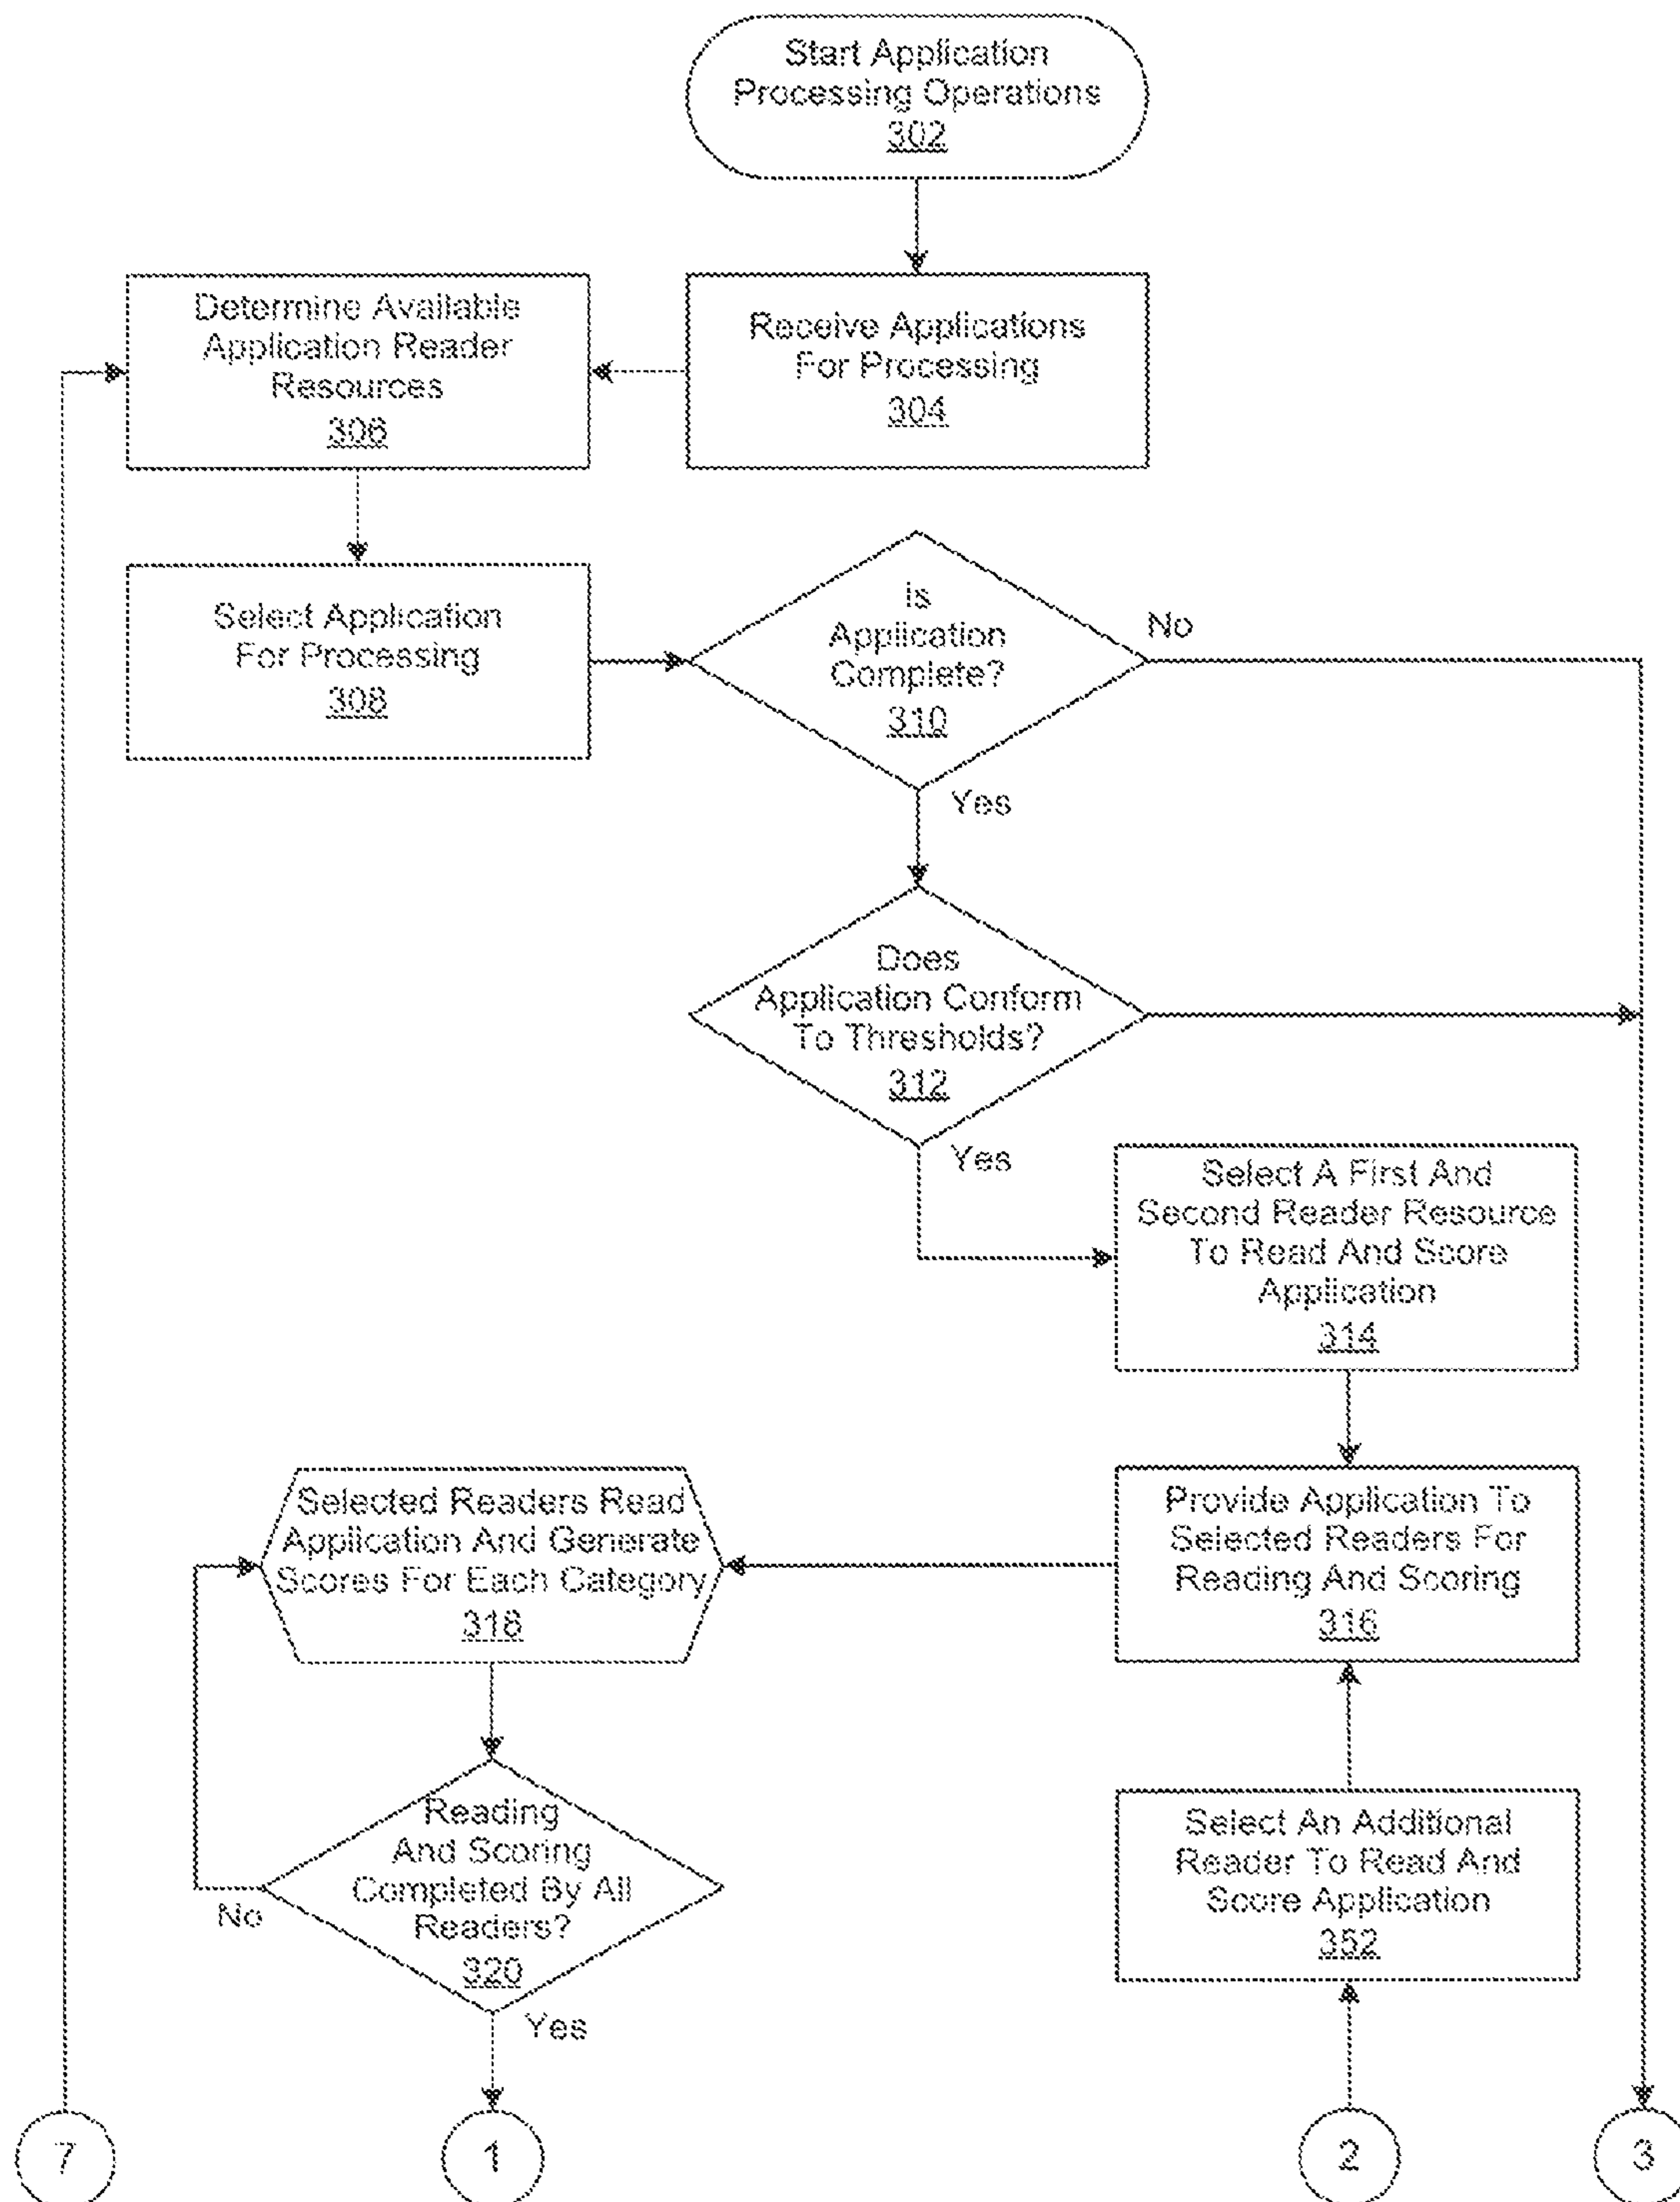 Start Application
Processing Operations
302
Determine Available
Application Reader
Resources
306
Receive Applications
For Processing
304
Select Application
For Processing
308
Is
Application
Complete?
310
No
Yes
Does
Application Conform
To Thresholds?
312
Yes
Select A First And
Second Reader Resource
To Read And Score
Application
314
Selected Readers Read
Application And Generate
Scores For Each Category
318
Provide Application To
Selected Readers For
Reading And Scoring
316
Reading
And Scoring
Completed By All
Readers?
320
No
Yes
Select An Additional
Reader To Read And
Score Application
352
7
1
2
3